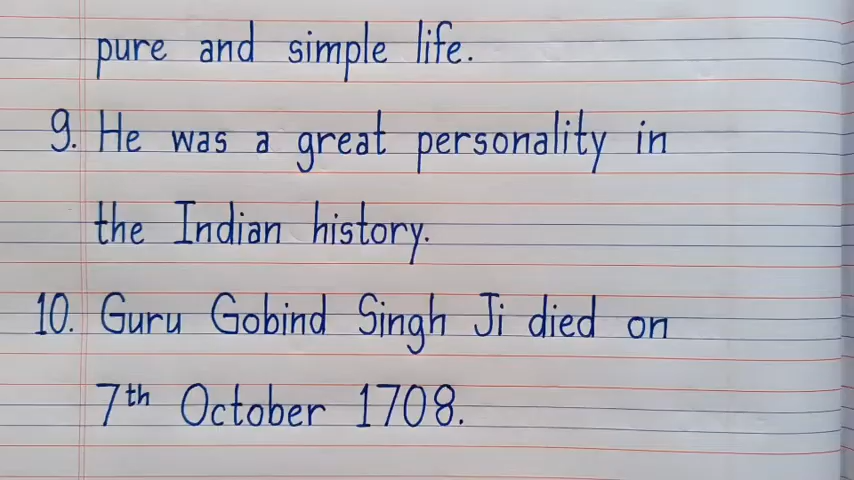 pure and simple life.
9. He was a great personality in
the Indian history.
10. Guru Gobind Singh Ji died on
7th October 1708.